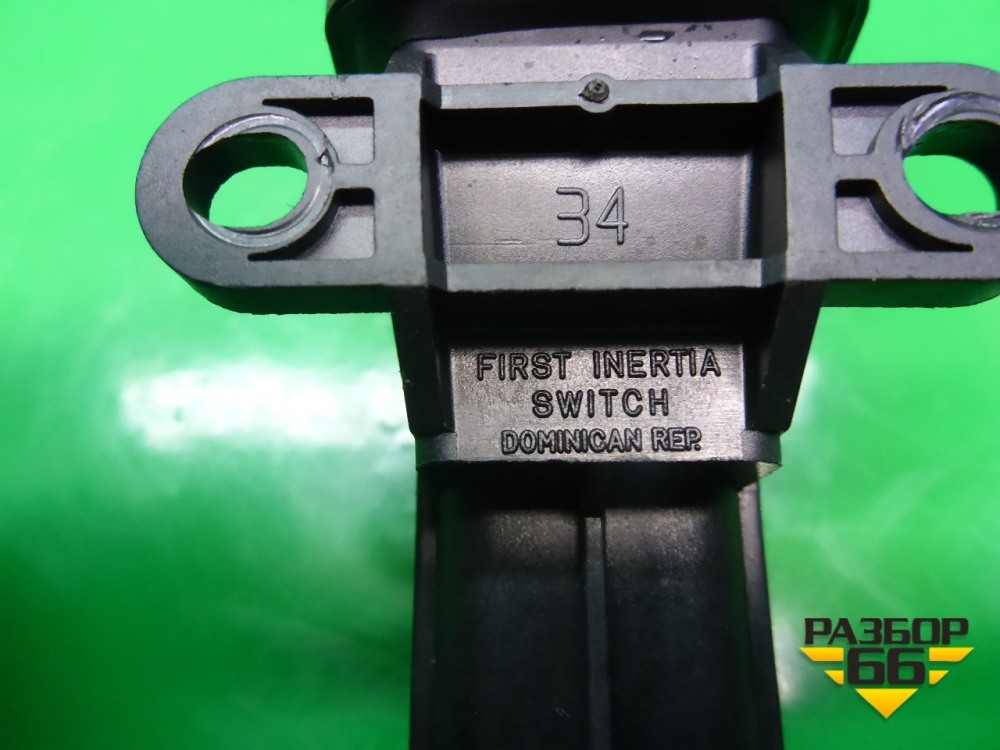 34
FIRST INERTIA
SWITCH
DOMINICAN REP.
РАЗБОР
66